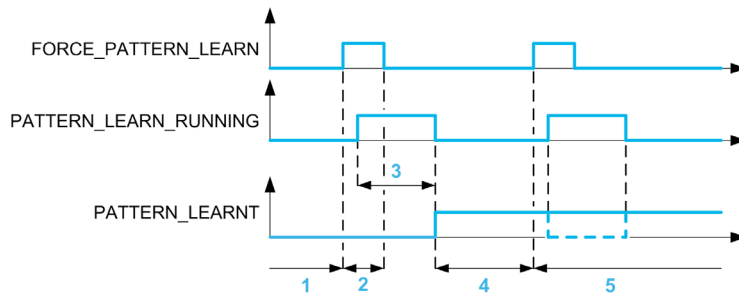 FORCE_PATTERN_LEARN
PATTERN_LEARN_RUNNING
3
PATTERN_LEARNT
1 2 4 5